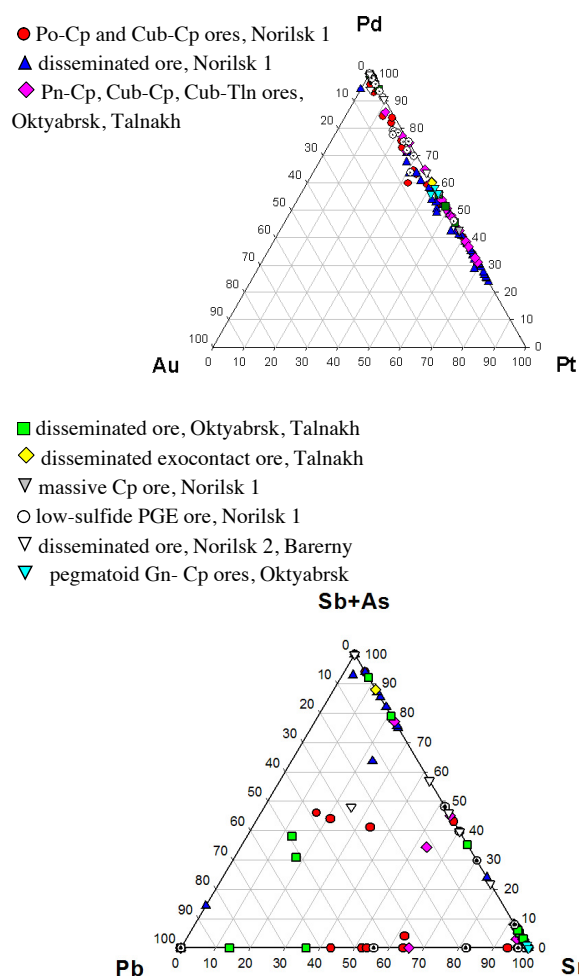 Pd
Po-Cp and Cub-Cp ores, Norilsk 1
disseminated ore, Norilsk 1
Pn-Cp, Cub-Cp, Cub-Tln ores,
Oktyabrsk, Talnakh
0 100
10 90
20 80
30 70
40 60
50 50
60 40
70 30
80 20
90 10
100 0
0 10 20 30 40 50 60 70 80 90 100
Au Pt
disseminated ore, Oktyabrsk, Talnakh
disseminated exocontact ore, Talnakh
massive Cp ore, Norilsk 1
low-sulfide PGE ore, Norilsk 1
disseminated ore, Norilsk 2, Barerny
pegmatoid Gn- Cp ores, Oktyabrsk
Sb+As
0 100
10 90
20 80
30 70
40 60
50 50
60 40
70 30
80 20
90 10
100 0
0 10 20 30 40 50 60 70 80 90 100
Pb